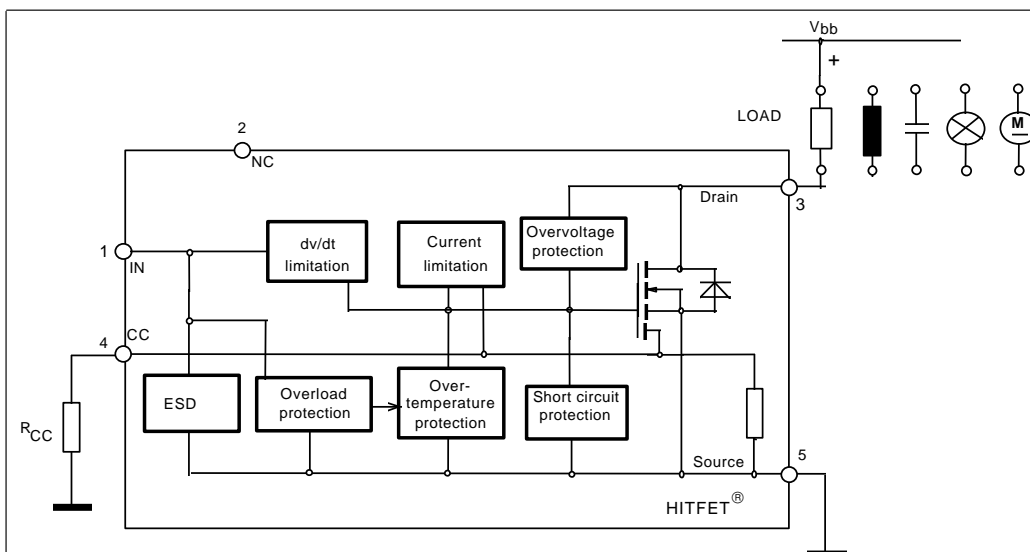 Vbb
+
LOAD
M
2
NC
Drain
3
1
IN
dv/dt
limitation
Current
limitation
Overvoltage
protection
4
CC
ESD
Overload
protection
Over-
temperature
protection
Short circuit
protection
RCC
Source
5
HITFET®